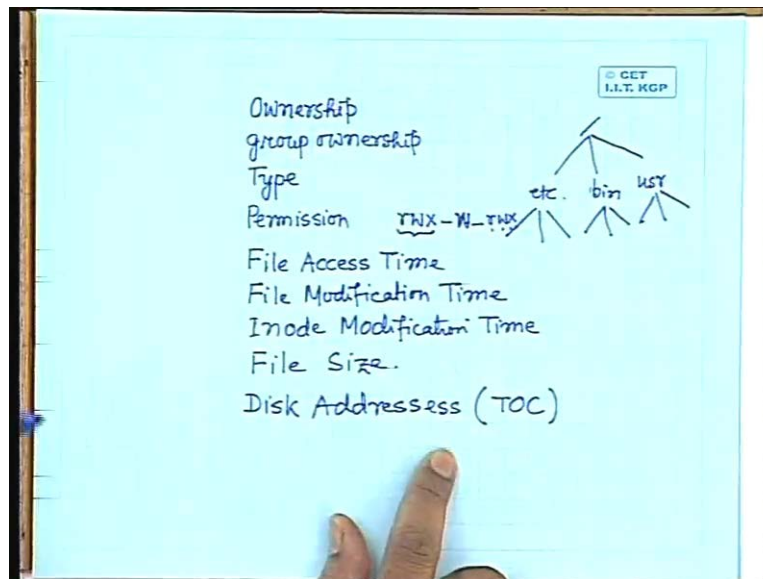 © CET
I.I.T. KGP
Ownership
group ownership
Type
etc. bin usr
Permission rwx-w-rwx
File Access Time
File Modification Time
Inode Modification Time
File Size.
Disk Addressess (TOC)